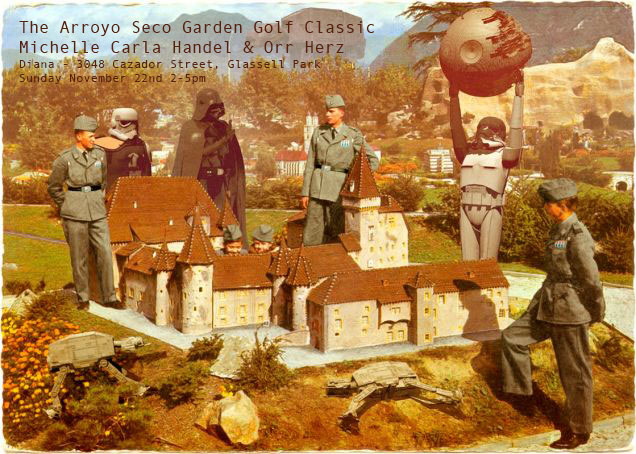 The Arroyo Seco Garden Golf Classic
Michelle Carla Handel & Orr Herz
Diana - 3048 Cazador Street, Glassell Park
Sunday November 22nd 2-5pm